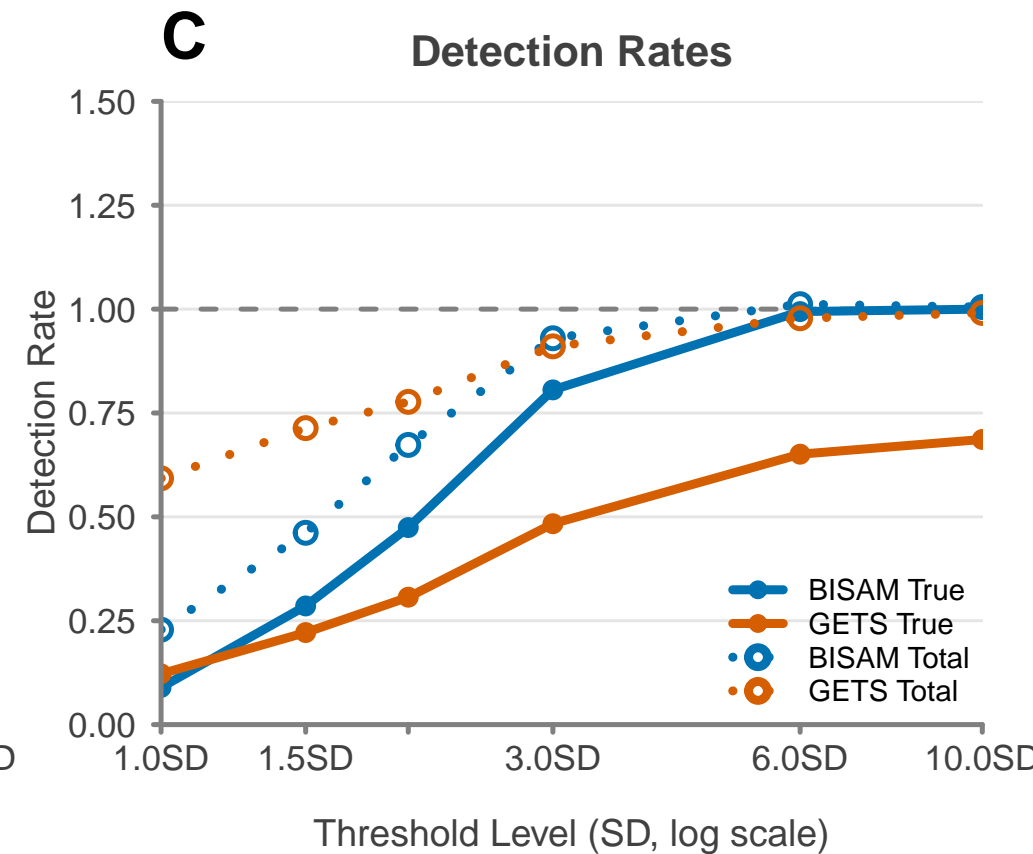 C
Detection Rates
1.50
1.25
1.00
0.75
0.50
0.25
0.00
Detection Rate
BISAM True
GETS True
BISAM Total
GETS Total
D 1.0SD 1.5SD 3.0SD 6.0SD 10.0SD
Threshold Level (SD, log scale)